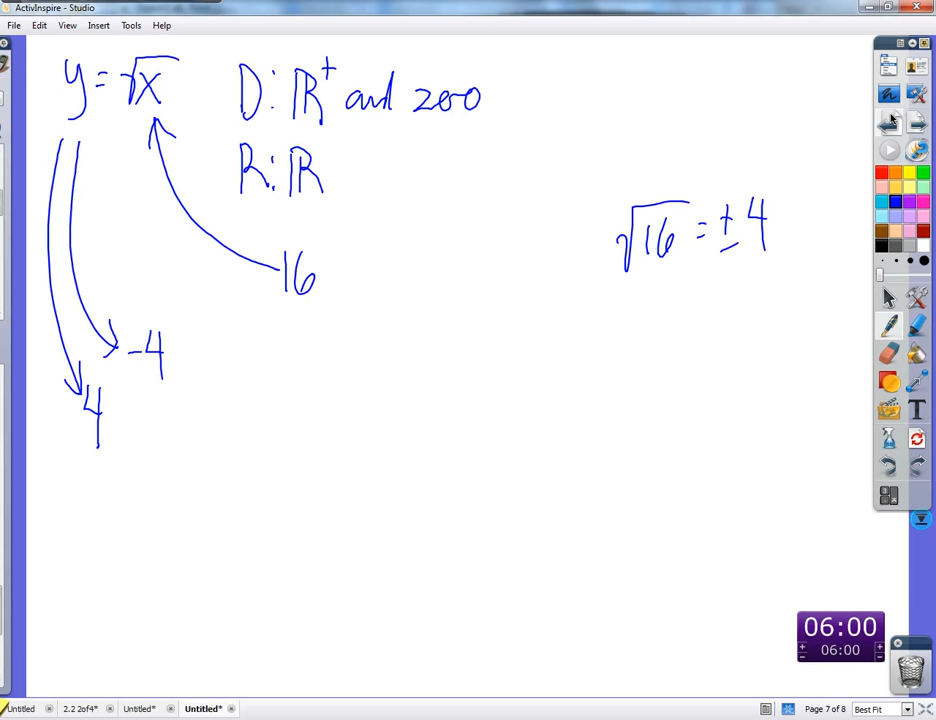 ActivInspire - Studio
File Edit View Insert Tools Help
y = √x
D: ℝ⁺ and zoo
R: ℝ
√16 = ± 4
16
-4
4
06:00
06:00
Untitled 2.2 2of4* Untitled* Untitled* Page 7 of 8 Best Fit